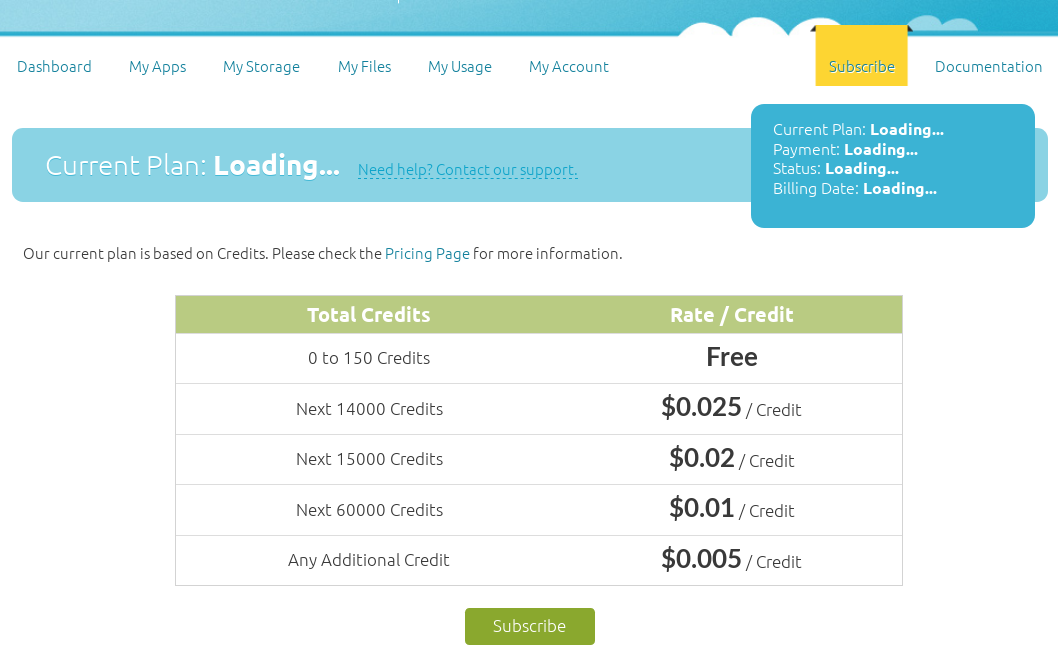 Dashboard My Apps My Storage My Files My Usage My Account Subscribe Documentation
Current Plan: Loading...
Payment: Loading...
Status: Loading...
Billing Date: Loading...
Current Plan: Loading... Need help? Contact our support.
Our current plan is based on Credits. Please check the Pricing Page for more information.
Total Credits Rate / Credit
0 to 150 Credits Free
Next 14000 Credits $0.025 / Credit
Next 15000 Credits $0.02 / Credit
Next 60000 Credits $0.01 / Credit
Any Additional Credit $0.005 / Credit
Subscribe